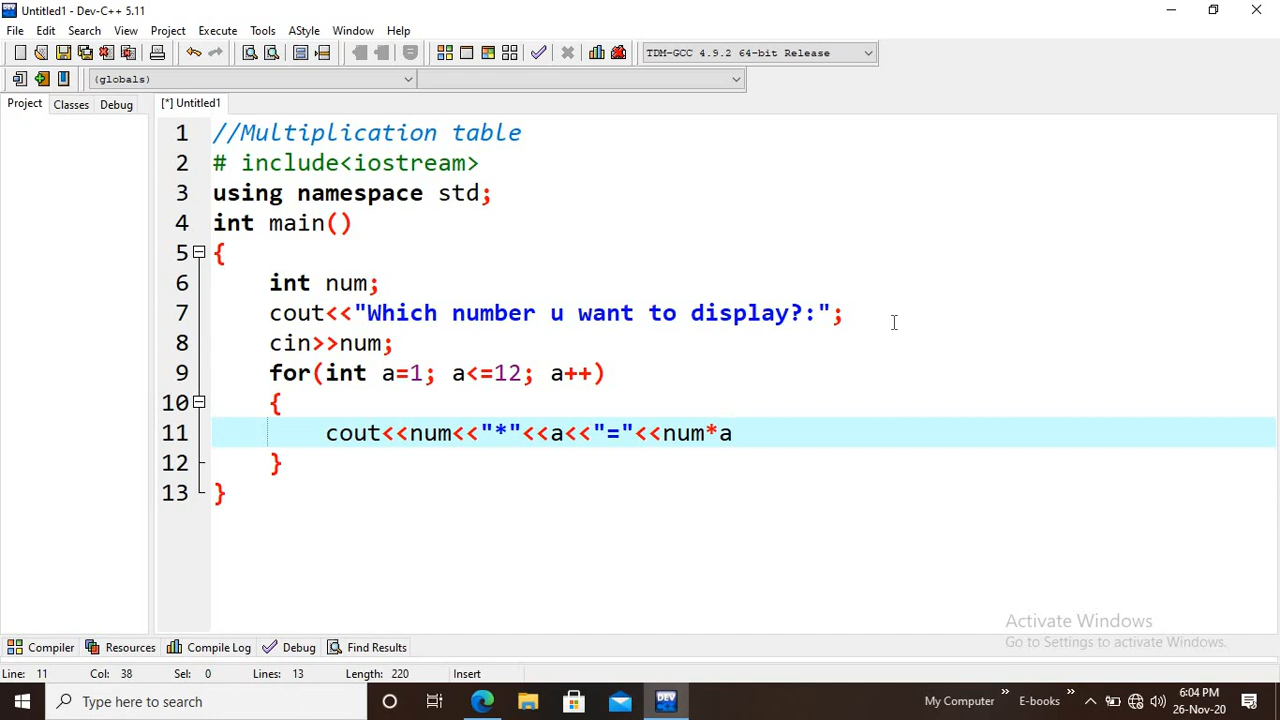 Untitled1 - Dev-C++ 5.11
File Edit Search View Project Execute Tools AStyle Window Help
TDM-GCC 4.9.2 64-bit Release
(globals)
Project Classes Debug [*] Untitled1
1 //Multiplication table
2 # include<iostream>
3 using namespace std;
4 int main()
5 {
6 int num;
7 cout<<"Which number u want to display?:";
8 cin>>num;
9 for(int a=1; a<=12; a++)
10 {
11 cout<<num<<"*"<<a<<"="<<num*a
12 }
13 }
Activate Windows
Go to Settings to activate Windows.
Compiler Resources Compile Log Debug Find Results
Line: 11 Col: 38 Sel: 0 Lines: 13 Length: 220 Insert
Type here to search
DEV
My Computer » E-books »
6:04 PM
26-Nov-20